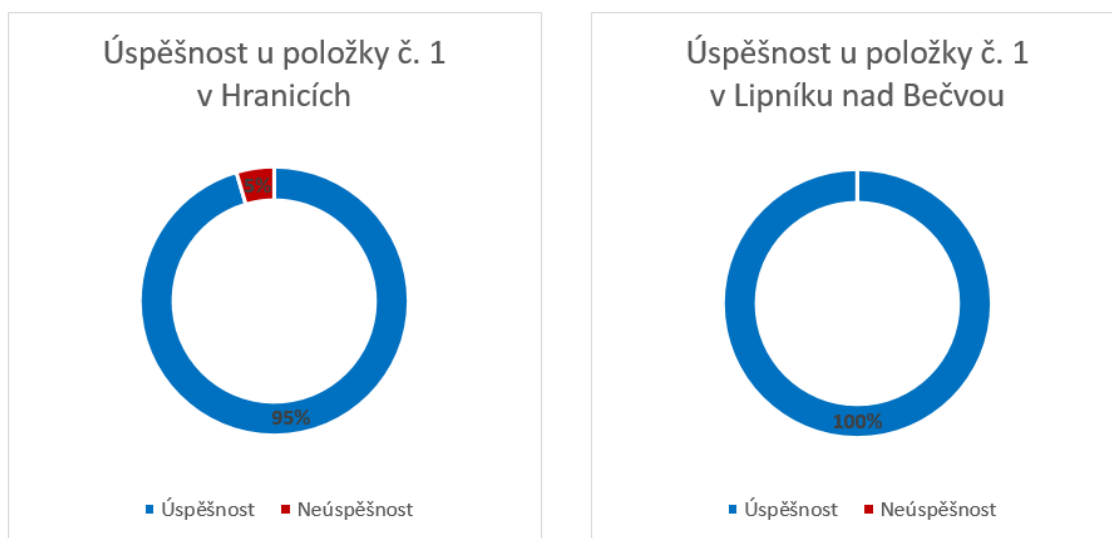 Úspěšnost u položky č. 1
v Hranicích
5%
95%
Úspěšnost
Neúspěšnost
Úspěšnost u položky č. 1
v Lipníku nad Bečvou
100%
Úspěšnost
Neúspěšnost